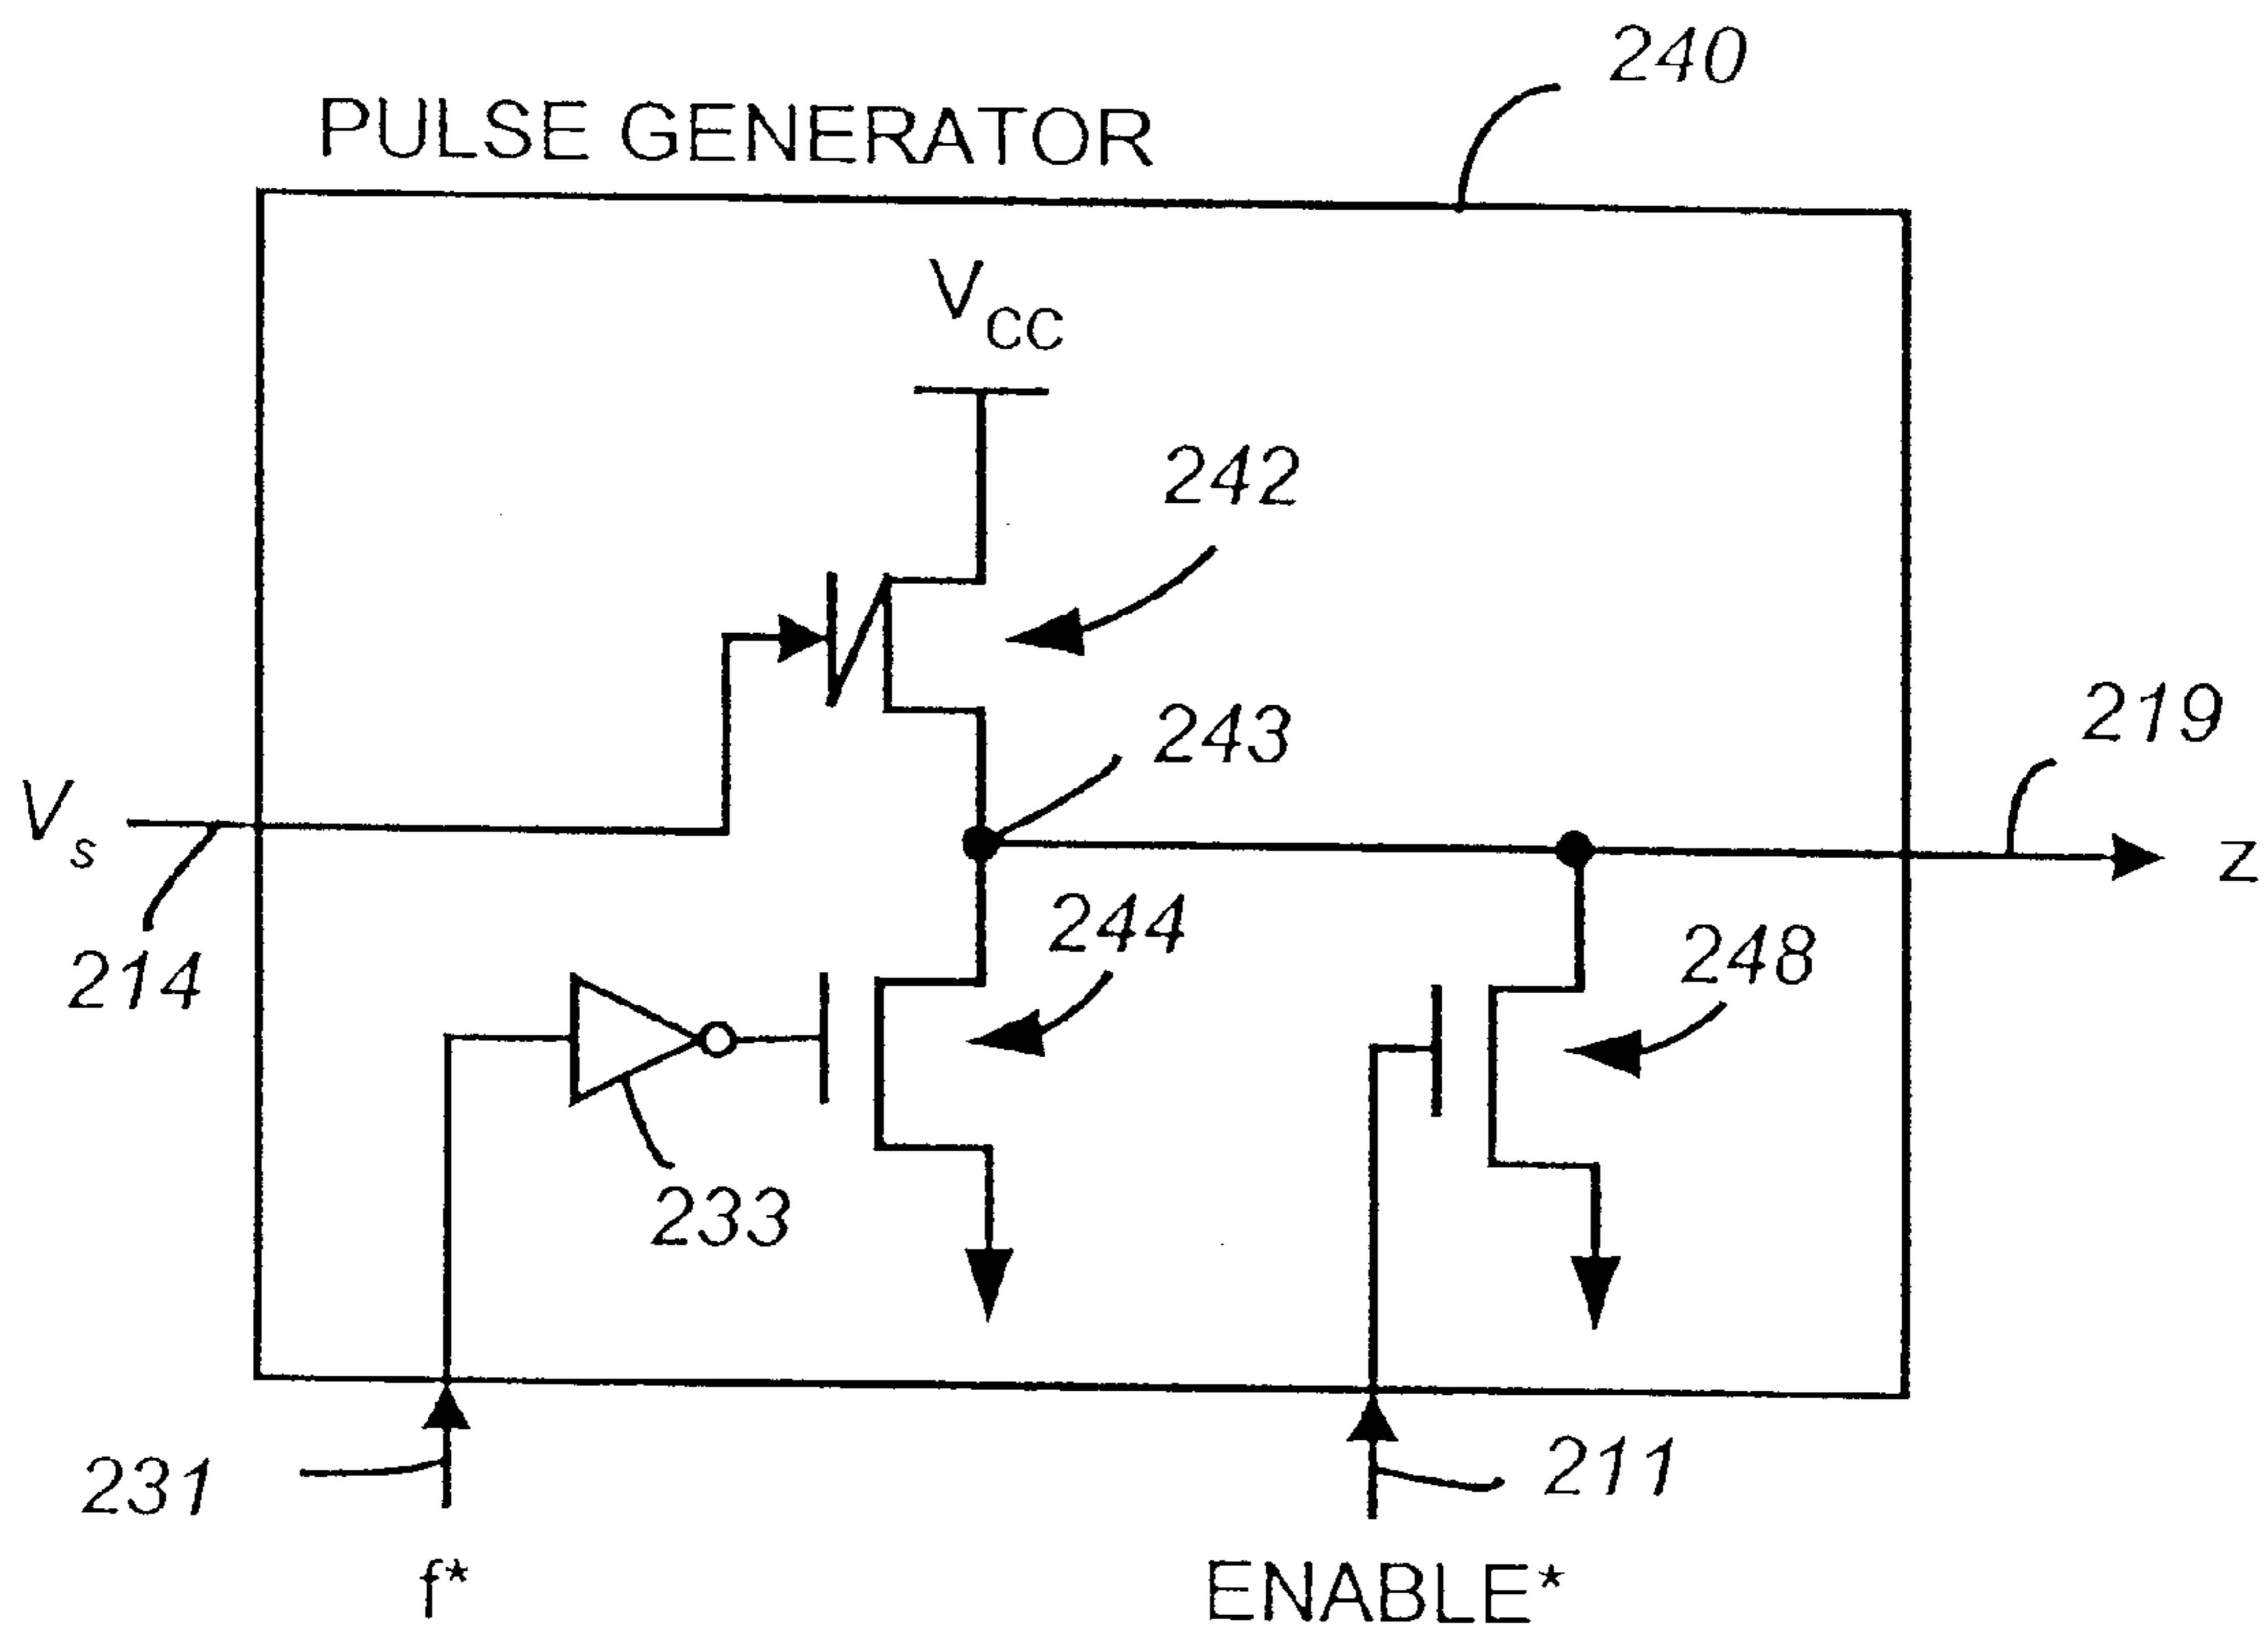 240
PULSE GENERATOR
VCC
242
243
219
Vs
z
214
244
248
233
231
211
f*
ENABLE*